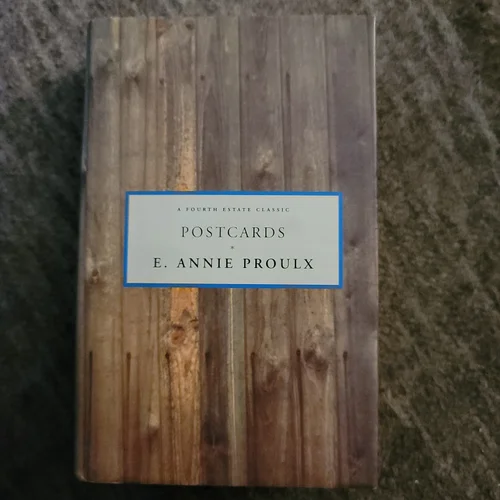 A FOURTH ESTATE CLASSIC
POSTCARDS
E. ANNIE PROULX